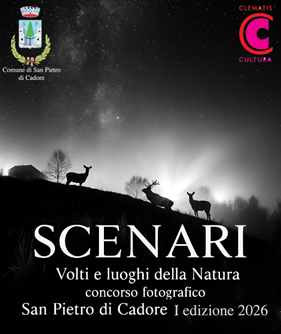 Comune di San Pietro
di Cadore
CLEMATIS
CULTURA
SCENARI
Volti e luoghi della Natura
concorso fotografico
San Pietro di Cadore I edizione 2026